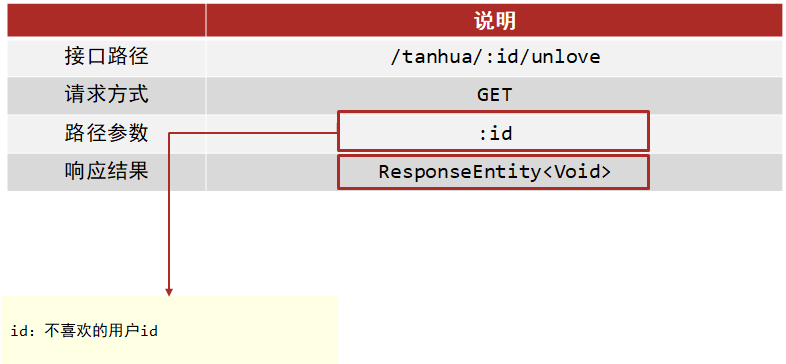 说明
接口路径 /tanhua/:id/unlove
请求方式 GET
路径参数 :id
响应结果 ResponseEntity<Void>
id：不喜欢的用户id